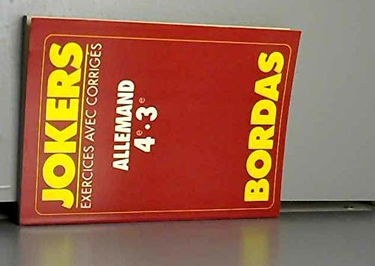 JOKERS
EXERCICES AVEC CORRIGÉS
ALLEMAND
4e • 3e
BORDAS